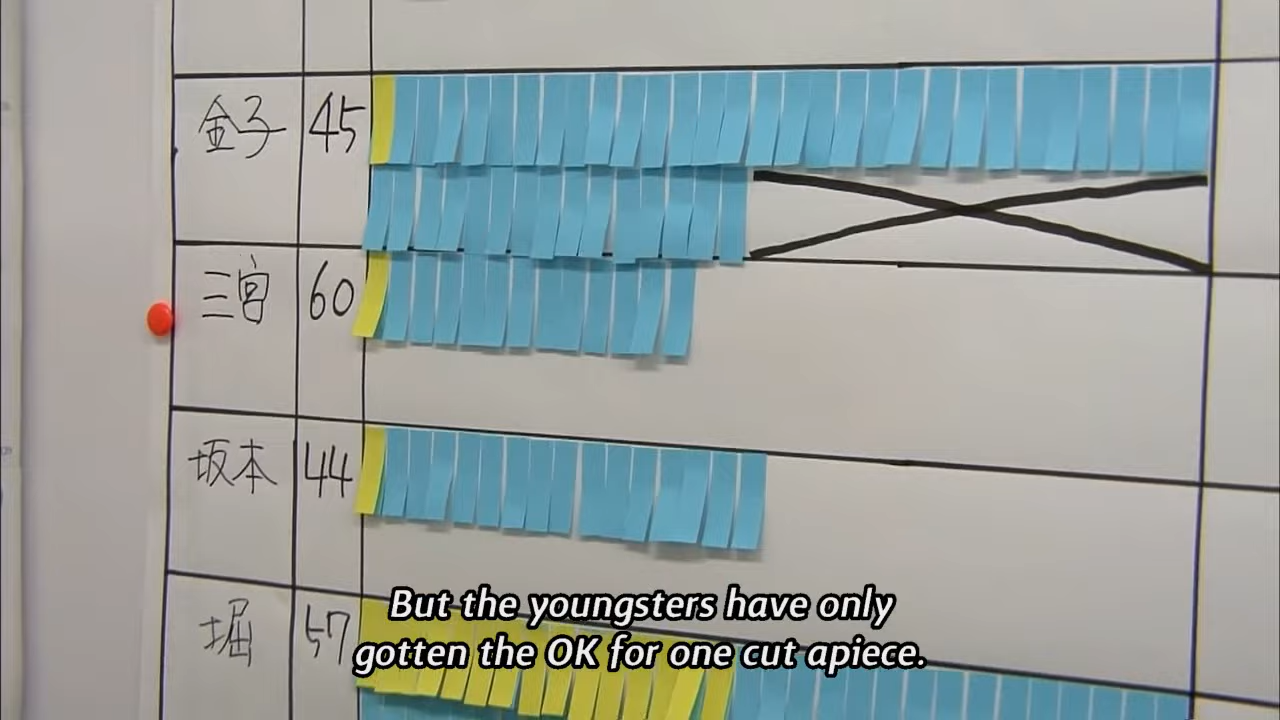 金子 45
三宮 60
坂本 44
堀 57
But the youngsters have only
gotten the OK for one cut apiece.